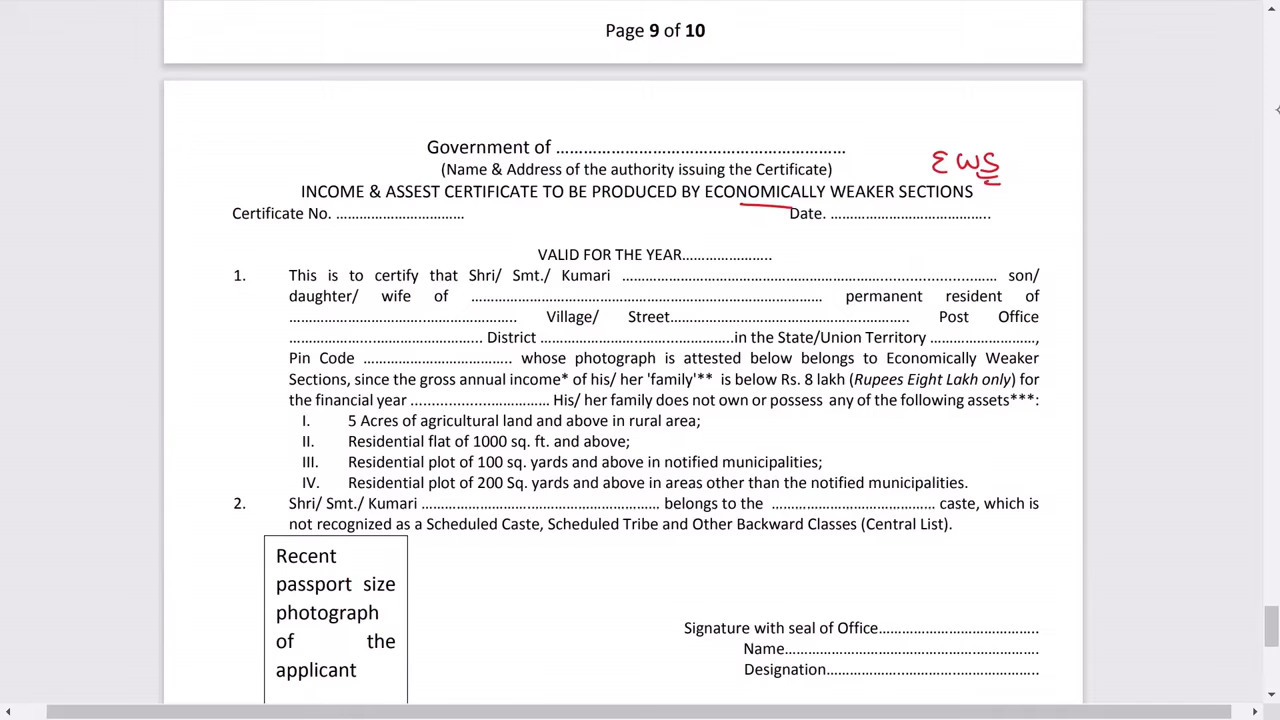 Page 9 of 10
Government of ……………………………………………
(Name & Address of the authority issuing the Certificate)
EWS
INCOME & ASSEST CERTIFICATE TO BE PRODUCED BY ECONOMICALLY WEAKER SECTIONS
Certificate No. …………………………… Date. …………………………………..
VALID FOR THE YEAR…………………..
1. This is to certify that Shri/ Smt./ Kumari ……………………………………………………..................… son/
daughter/ wife of ………………………………………………………………………… permanent resident of
……………………………..………………. Village/ Street……………………………………..………. Post Office
………………………………………. District ……………………………………….in the State/Union Territory ……………………,
Pin Code ……………………………….. whose photograph is attested below belongs to Economically Weaker
Sections, since the gross annual income* of his/ her 'family'** is below Rs. 8 lakh (Rupees Eight Lakh only) for
the financial year ..................…………. His/ her family does not own or possess any of the following assets***:
I. 5 Acres of agricultural land and above in rural area;
II. Residential flat of 1000 sq. ft. and above;
III. Residential plot of 100 sq. yards and above in notified municipalities;
IV. Residential plot of 200 Sq. yards and above in areas other than the notified municipalities.
2. Shri/ Smt./ Kumari ………………………………………………… belongs to the ………………………………… caste, which is
not recognized as a Scheduled Caste, Scheduled Tribe and Other Backward Classes (Central List).
Recent
passport size
photograph
of the
applicant
Signature with seal of Office…………………………………..
Name…………………………………………………….
Designation……………………………………………..